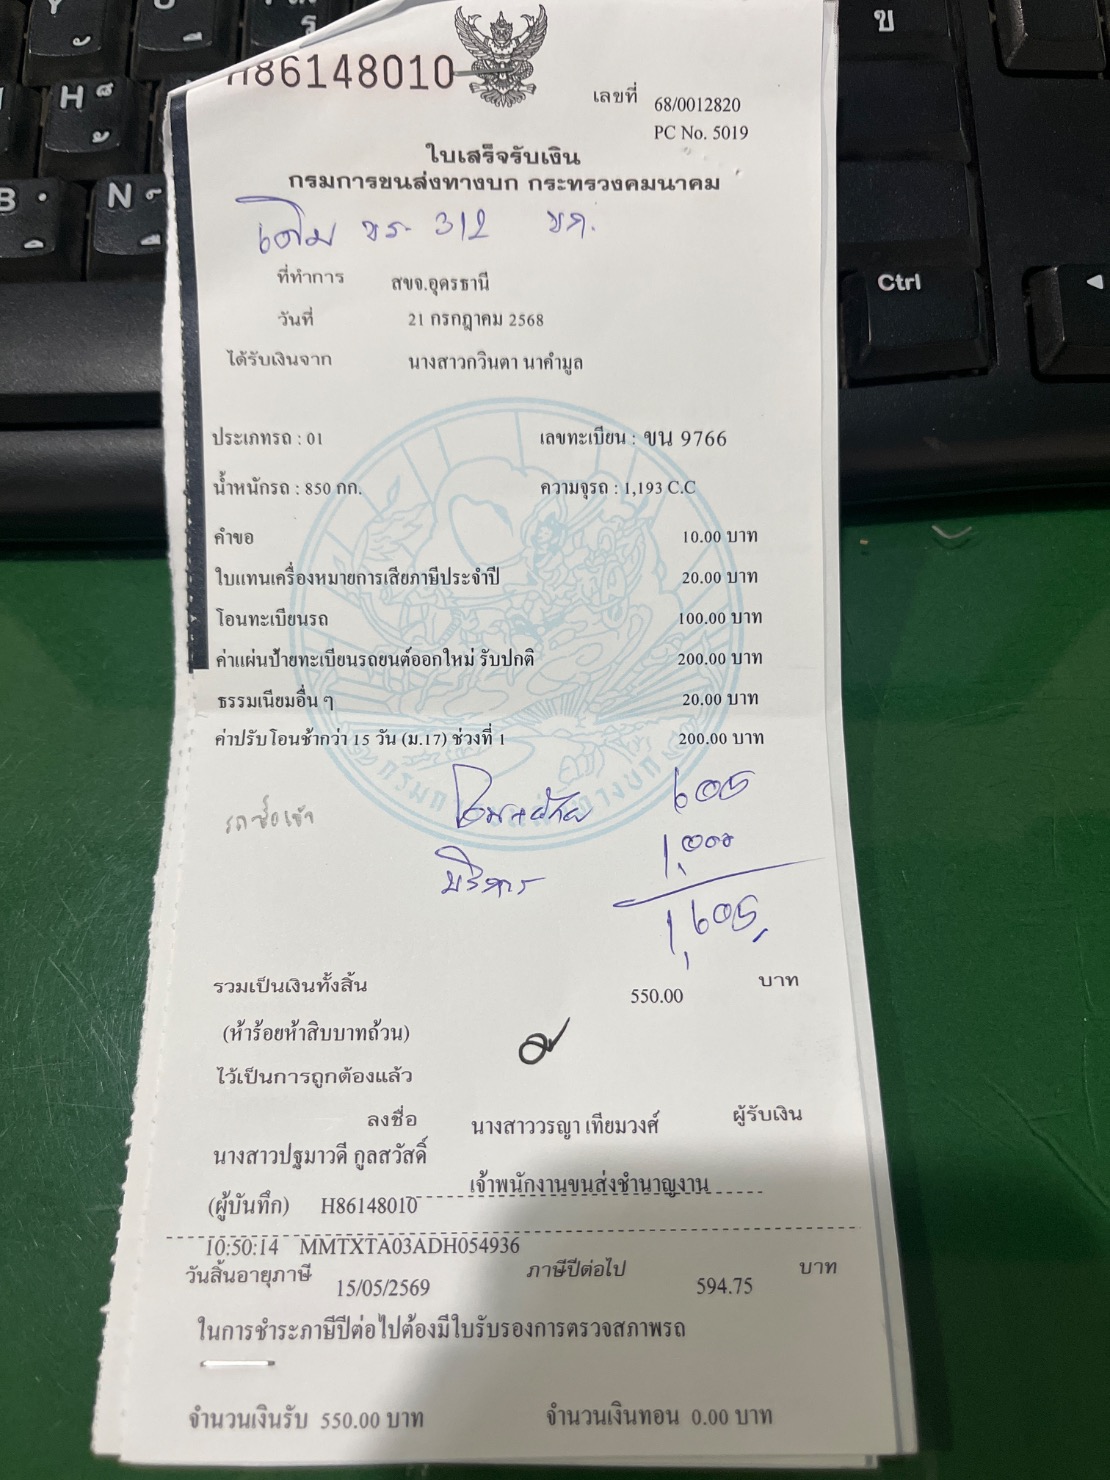 H86148010
เลขที่ 68/0012820
PC No. 5019
ใบเสร็จรับเงิน
กรมการขนส่งทางบก กระทรวงคมนาคม
เดิม ขร 312 ขก.
ที่ทำการ สขจ.อุดรธานี
วันที่ 21 กรกฎาคม 2568
ได้รับเงินจาก นางสาวกวินตา นาคำมูล
ประเภทรถ : 01 เลขทะเบียน : ขน 9766
น้ำหนักรถ : 850 กก. ความจุรถ : 1,193 C.C
คำขอ 10.00 บาท
ใบแทนเครื่องหมายการเสียภาษีประจำปี 20.00 บาท
โอนทะเบียนรถ 100.00 บาท
ค่าแผ่นป้ายทะเบียนรถยนต์ออกใหม่ รับปกติ 200.00 บาท
ธรรมเนียมอื่น ๆ 20.00 บาท
ค่าปรับโอนช้ากว่า 15 วัน (ม.17) ช่วงที่ 1 200.00 บาท
605
รถซื้อเข้า
บริการ 1,000
1,605
รวมเป็นเงินทั้งสิ้น 550.00 บาท
(ห้าร้อยห้าสิบบาทถ้วน)
ไว้เป็นการถูกต้องแล้ว
ลงชื่อ นางสาววรญา เทียมวงศ์ ผู้รับเงิน
นางสาวปฐมาวดี กูลสวัสดิ์
เจ้าพนักงานขนส่งชำนาญงาน
(ผู้บันทึก) H86148010
10:50:14 MMTXTA03ADH054936
วันสิ้นอายุภาษี 15/05/2569 ภาษีปีต่อไป 594.75 บาท
ในการชำระภาษีปีต่อไปต้องมีใบรับรองการตรวจสภาพรถ
จำนวนเงินรับ 550.00 บาท จำนวนเงินทอน 0.00 บาท